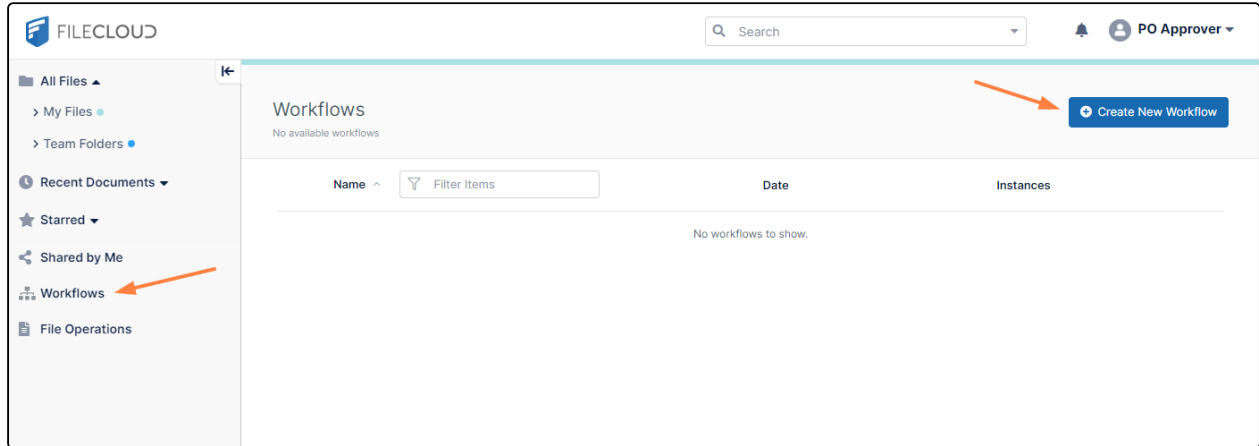 FILECLOUD
Search
PO Approver
All Files
My Files
Team Folders
Recent Documents
Starred
Shared by Me
Workflows
File Operations
Workflows
No available workflows
Create New Workflow
Name
Filter Items
Date
Instances
No workflows to show.